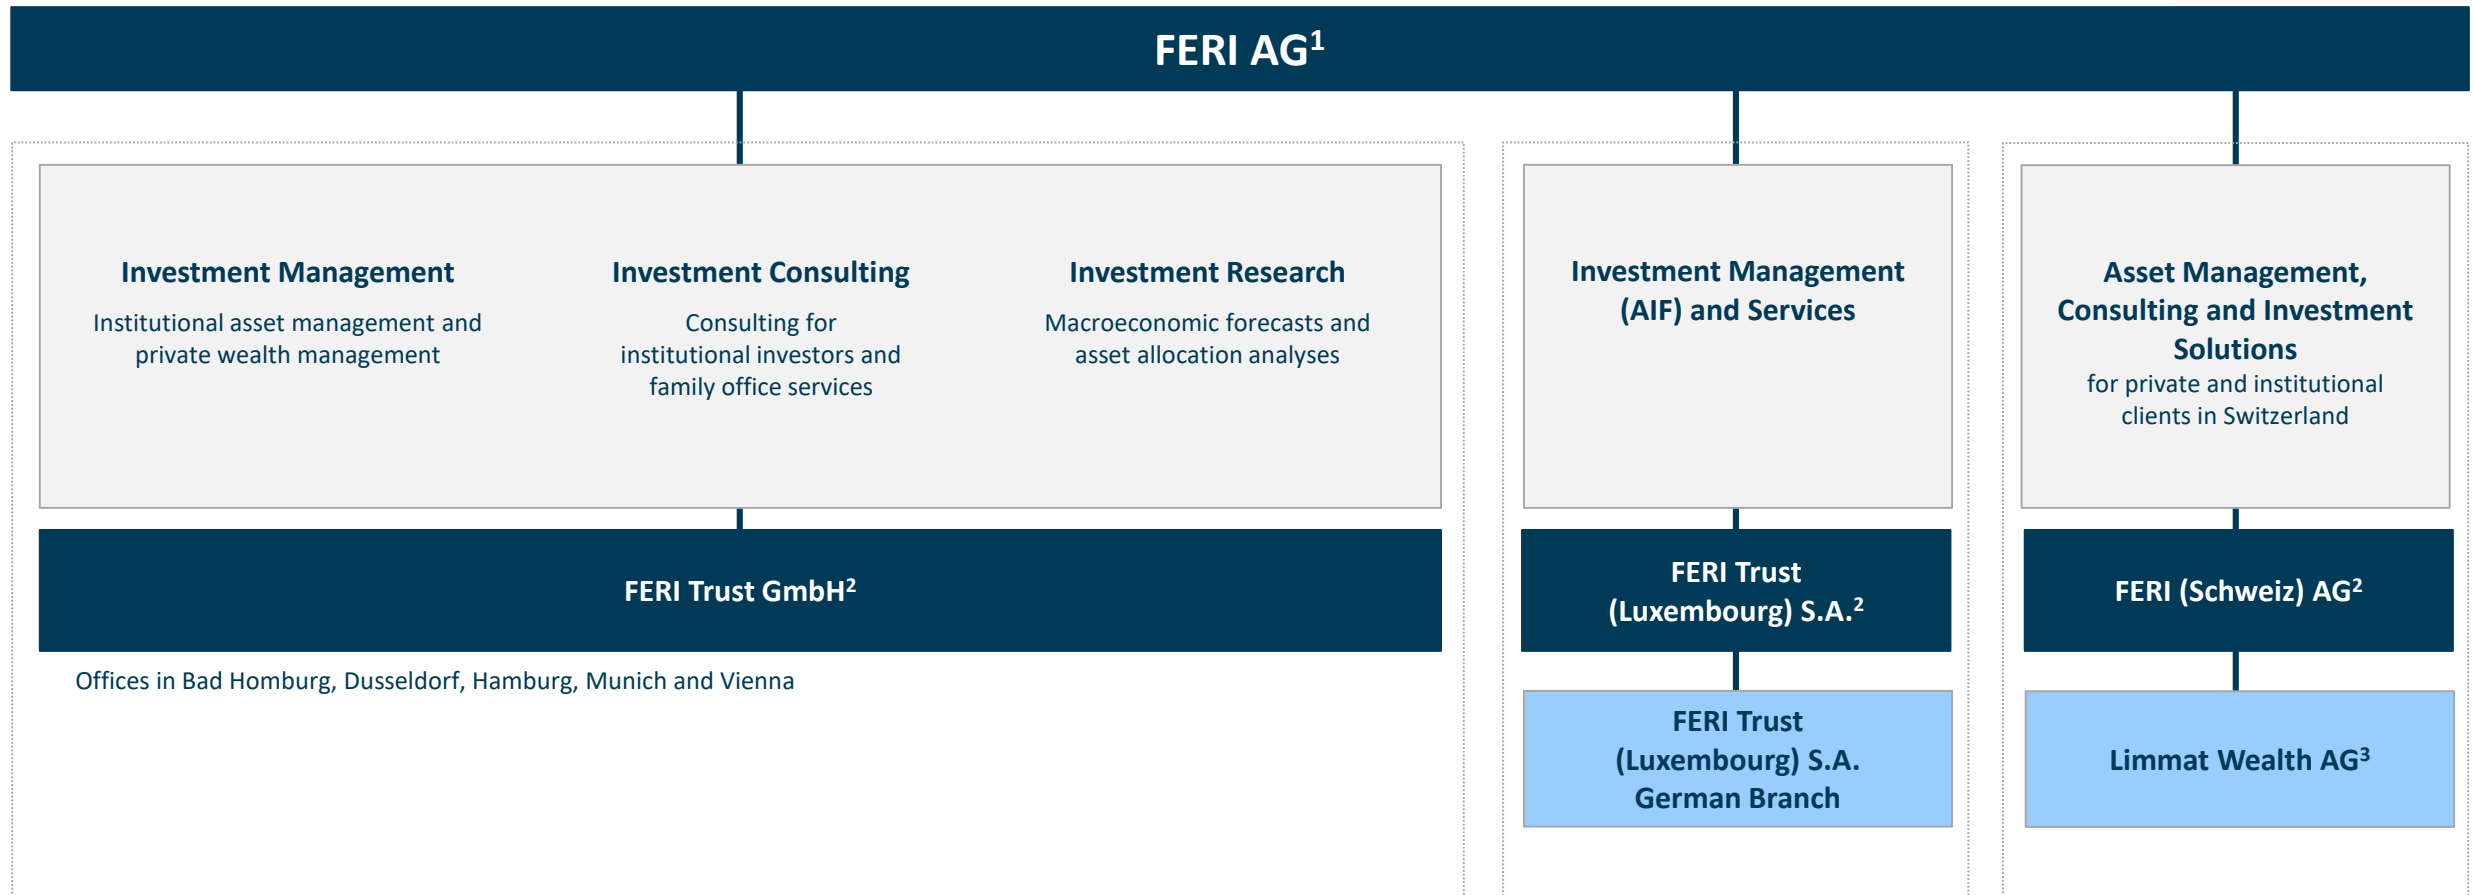 FERI AG¹
Investment Management
Institutional asset management and
private wealth management
Investment Consulting
Consulting for
institutional investors and
family office services
Investment Research
Macroeconomic forecasts and
asset allocation analyses
FERI Trust GmbH²
Offices in Bad Homburg, Dusseldorf, Hamburg, Munich and Vienna
Investment Management
(AIF) and Services
FERI Trust
(Luxembourg) S.A.²
FERI Trust
(Luxembourg) S.A.
German Branch
Asset Management,
Consulting and Investment
Solutions
for private and institutional
clients in Switzerland
FERI (Schweiz) AG²
Limmat Wealth AG³